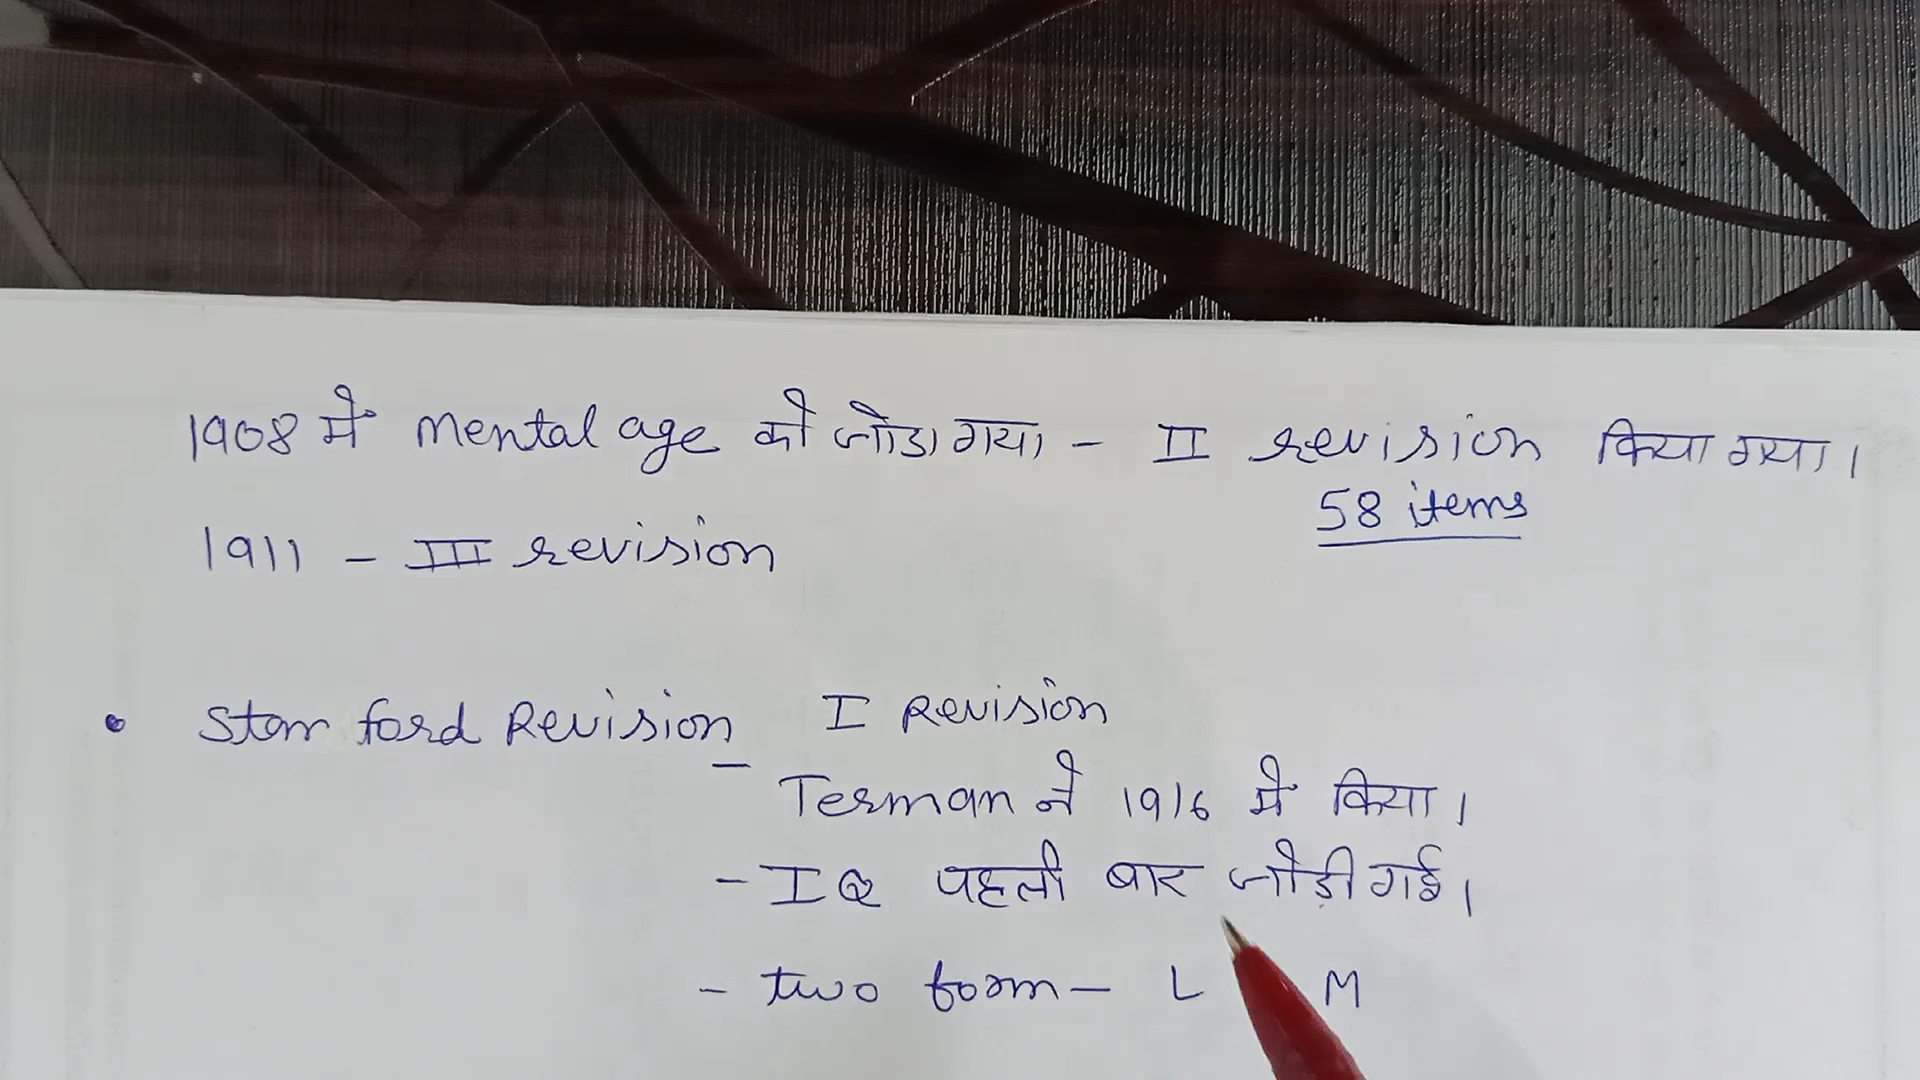 1908 में Mental age को जोडा गया - II revision किया गया।
58 items
1911 - III revision
• Stanford Revision - I Revision
Terman ने 1916 में किया।
- IQ पहली बार जोड़ी गई।
- two form - L M